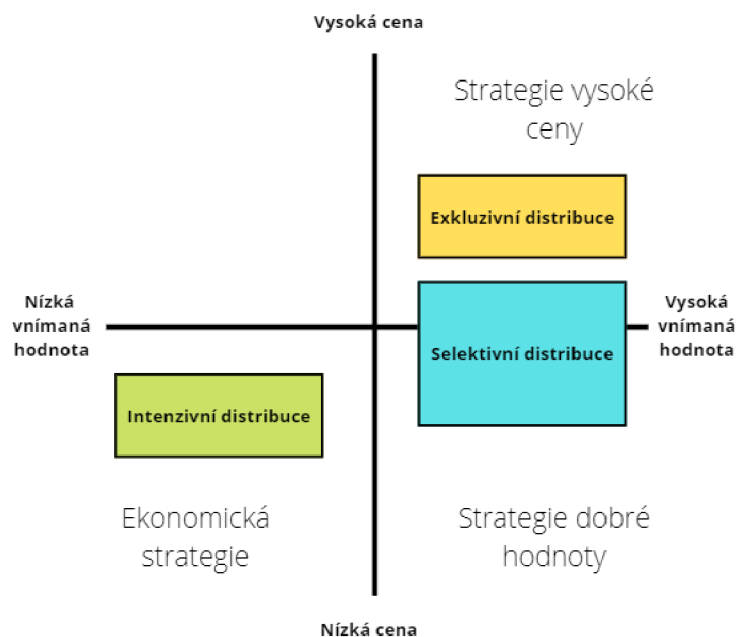 Vysoká cena
Strategie vysoké
ceny
Exkluzivní distribuce
Nízká
vnímaná
hodnota
Vysoká
vnímaná
hodnota
Selektivní distribuce
Intenzivní distribuce
Ekonomická
strategie
Strategie dobré
hodnoty
Nízká cena